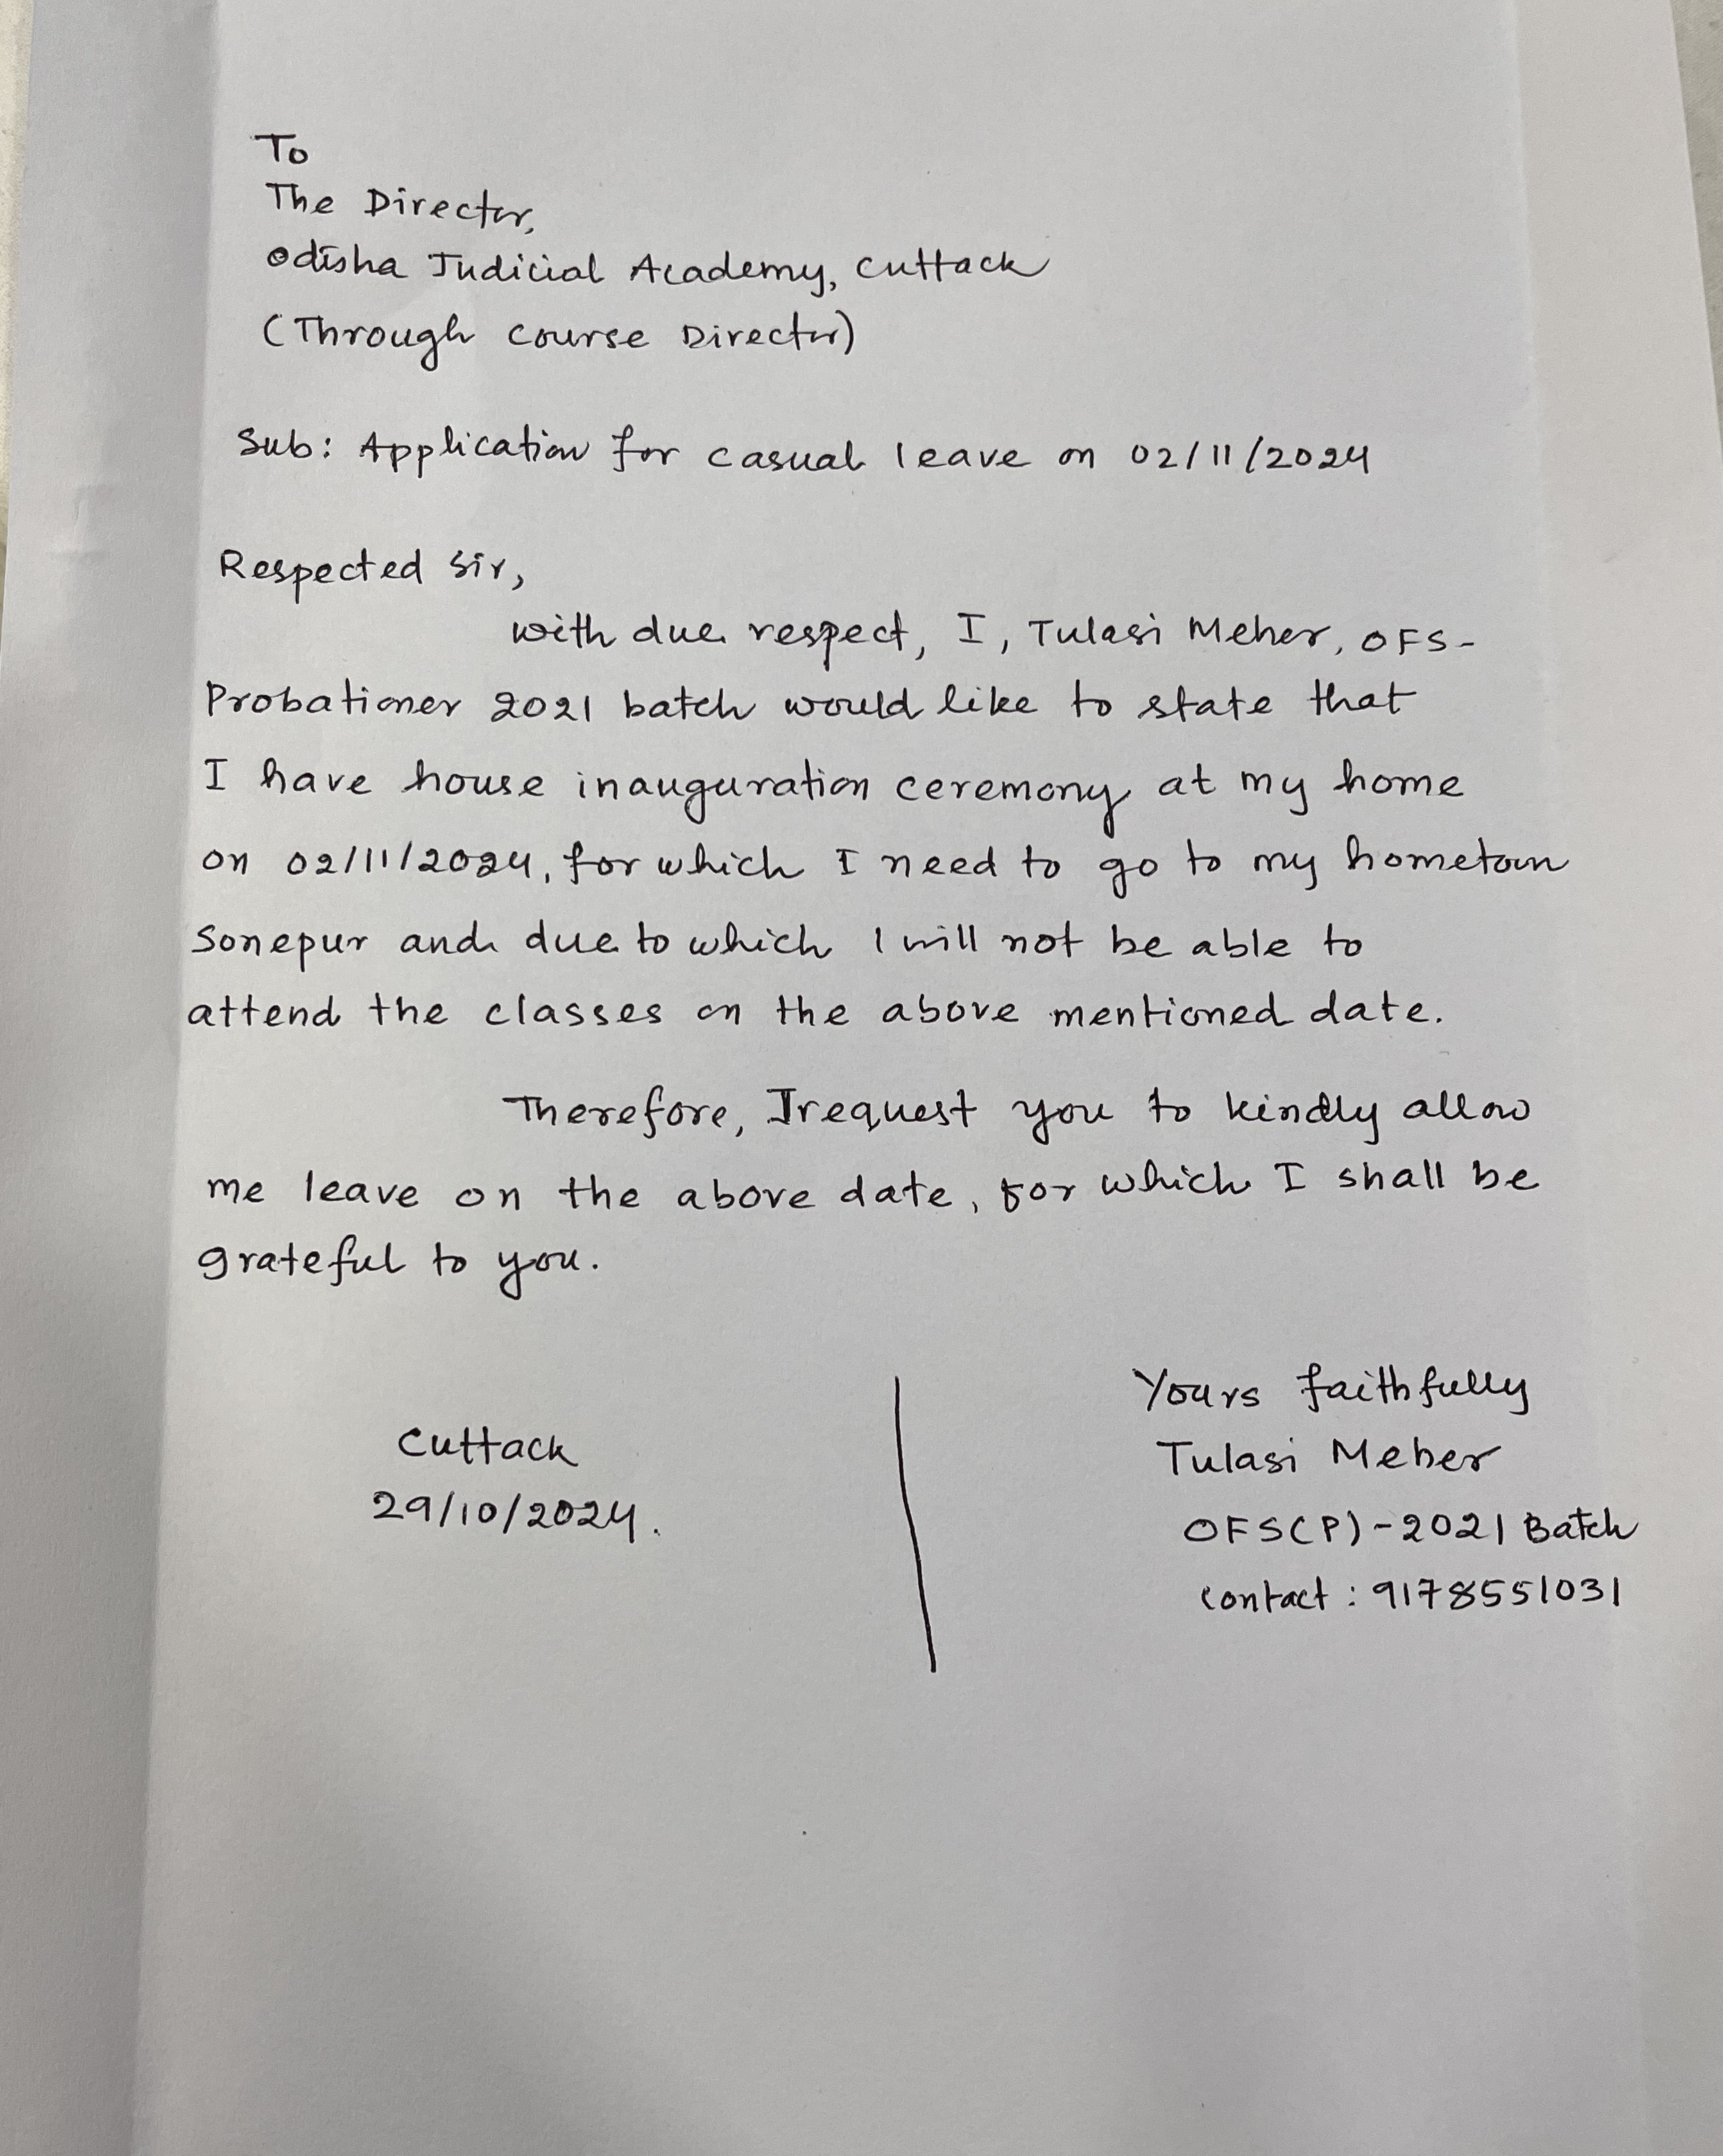 To
The Director,
Odisha Judicial Academy, Cuttack
(Through Course Director)
Sub: Application for casual leave on 02/11/2024
Respected Sir,
with due respect, I, Tulasi Meher, OFS-
Probationer 2021 batch would like to state that
I have house inauguration ceremony at my home
on 02/11/2024, for which I need to go to my hometown
Sonepur and due to which I will not be able to
attend the classes on the above mentioned date.
Therefore, I request you to kindly allow
me leave on the above date, for which I shall be
grateful to you.
Cuttack
29/10/2024.
Yours faithfully
Tulasi Meher
OFS(P)-2021 Batch
Contact : 9178551031